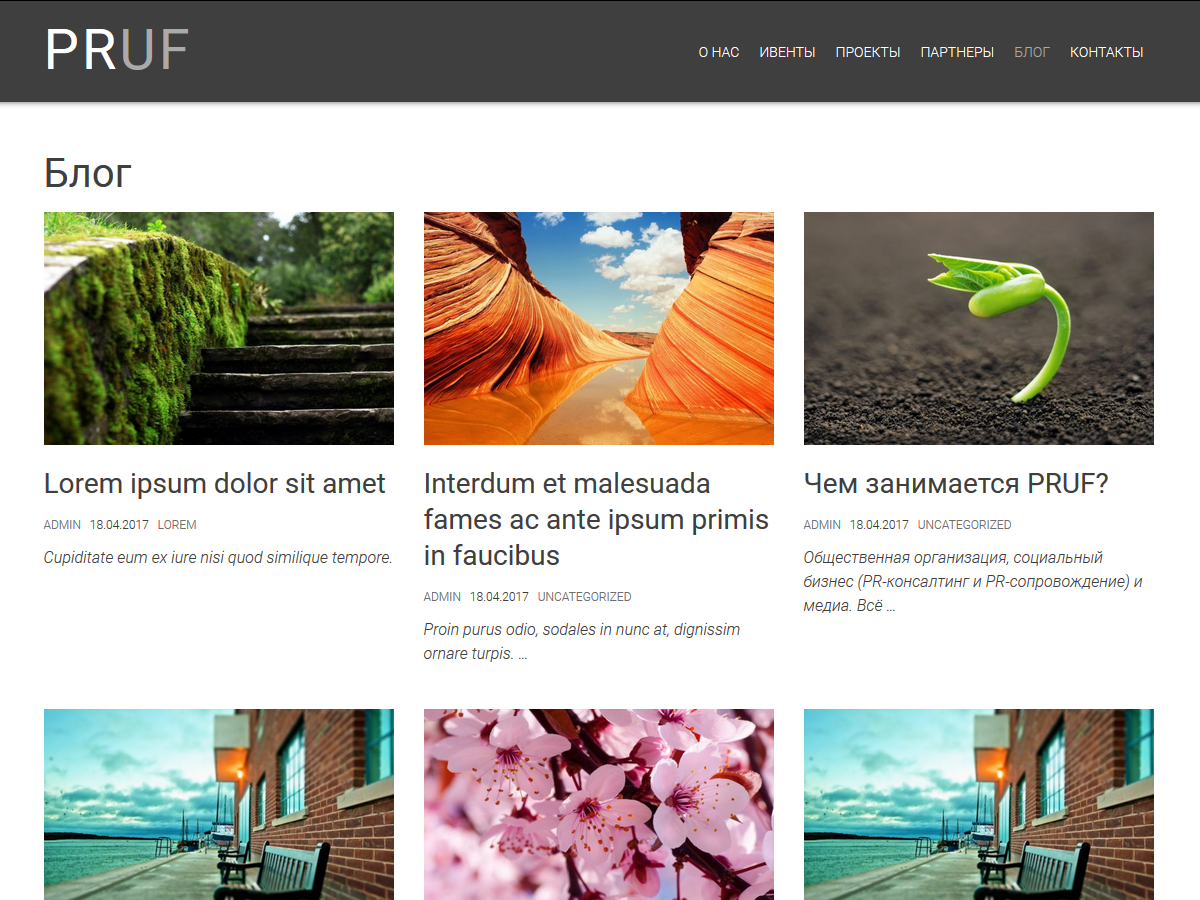 PRUF
О НАС ИВЕНТЫ ПРОЕКТЫ ПАРТНЕРЫ БЛОГ КОНТАКТЫ
Блог
Lorem ipsum dolor sit amet
ADMIN 18.04.2017 LOREM
Cupiditate eum ex iure nisi quod similique tempore.
Interdum et malesuada
fames ac ante ipsum primis
in faucibus
ADMIN 18.04.2017 UNCATEGORIZED
Proin purus odio, sodales in nunc at, dignissim
ornare turpis. ...
Чем занимается PRUF?
ADMIN 18.04.2017 UNCATEGORIZED
Общественная организация, социальный
бизнес (PR-консалтинг и PR-сопровождение) и
медиа. Всё ...